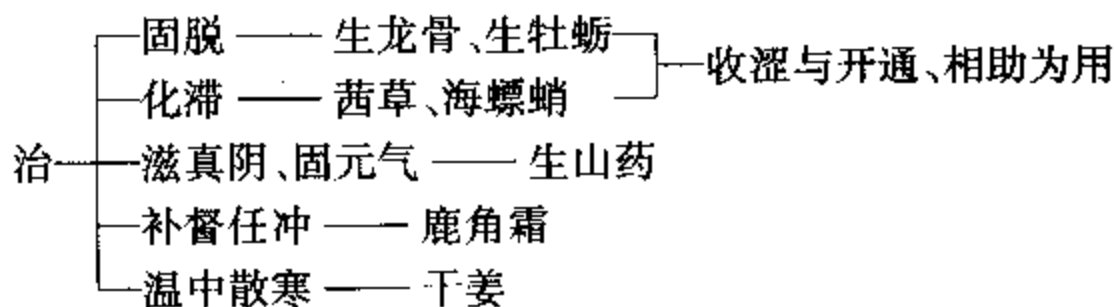 固脱 生龙骨、生牡蛎
收涩与开通、相助为用
化滞 茜草、海螵蛸
治 滋真阴、固元气 生山药
补督任冲 鹿角霜
温中散寒 干姜